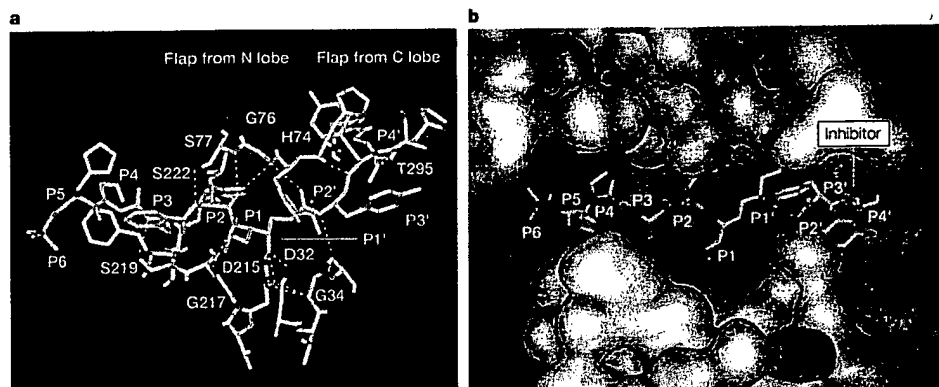 a
Flap from N lobe
Flap from C lobe
G76
S77
H74
P4'
S222
T295
P4
P5
P3
P2'
P2
P1
P3'
P1'
P6
D32
S219
D215
G34
G217
b
Inhibitor
P5
P3
P3'
P4
P2
P1'
P6
P4'
P2'
P1